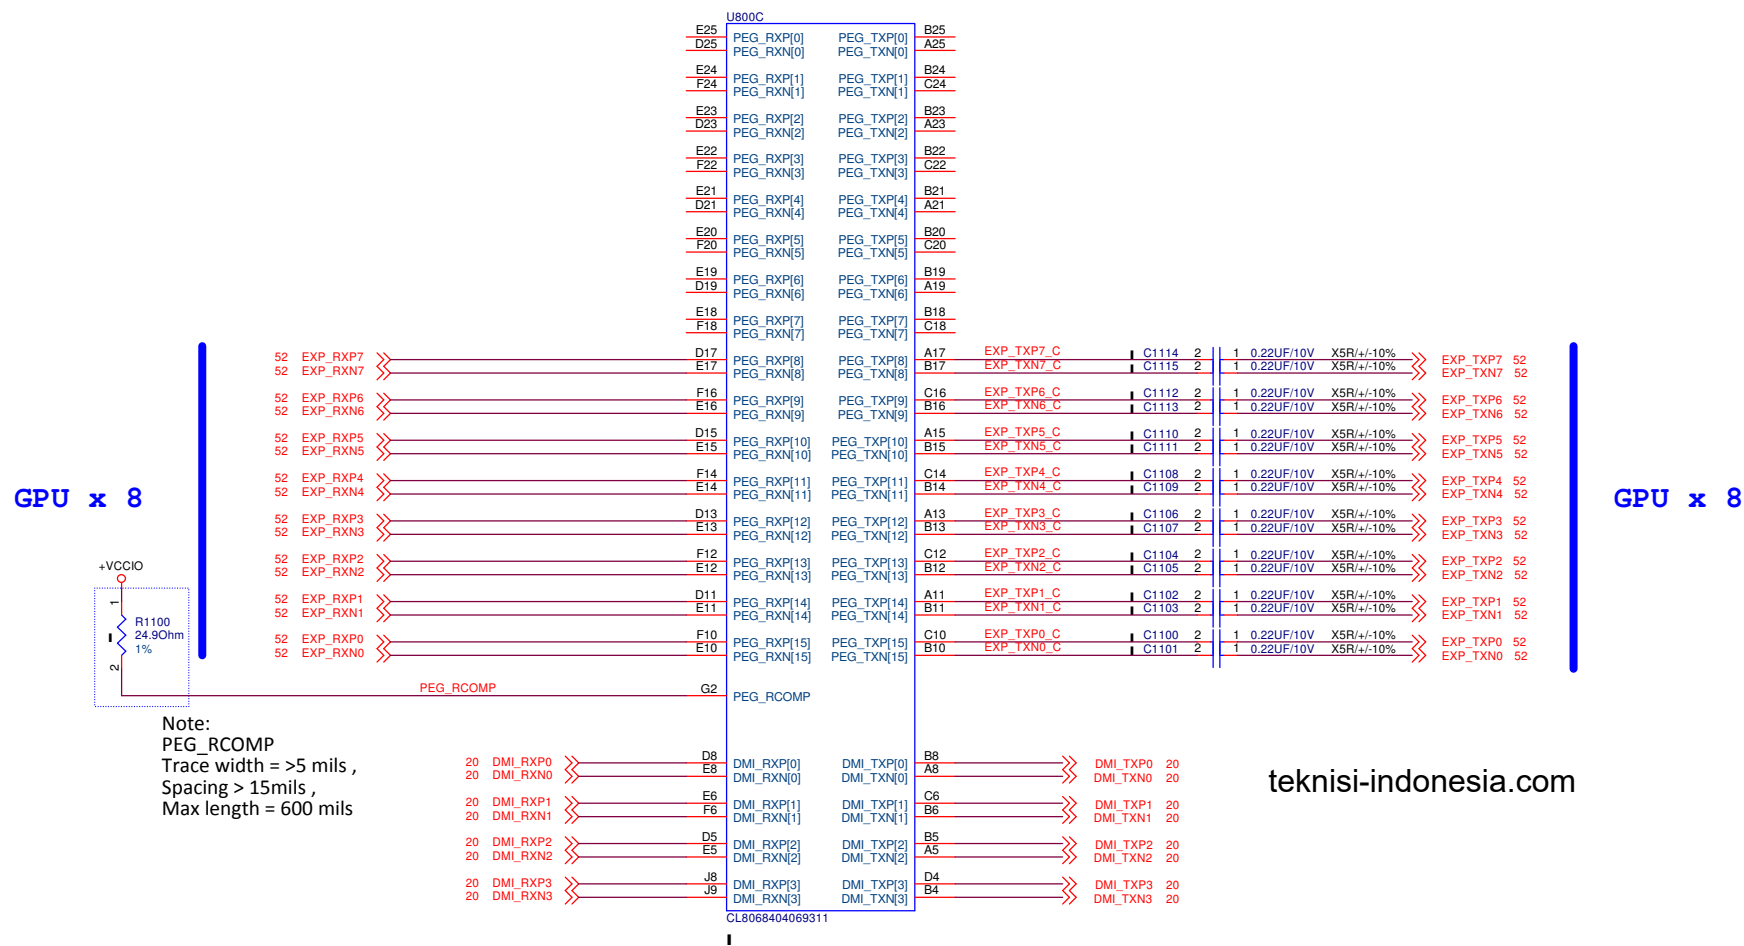 U800C
E25 PEG_RXP[0] PEG_TXP[0] B25
D25 PEG_RXN[0] PEG_TXN[0] A25
E24 PEG_RXP[1] PEG_TXP[1] B24
F24 PEG_RXN[1] PEG_TXN[1] C24
E23 PEG_RXP[2] PEG_TXP[2] B23
D23 PEG_RXN[2] PEG_TXN[2] A23
E22 PEG_RXP[3] PEG_TXP[3] B22
F22 PEG_RXN[3] PEG_TXN[3] C22
E21 PEG_RXP[4] PEG_TXP[4] B21
D21 PEG_RXN[4] PEG_TXN[4] A21
E20 PEG_RXP[5] PEG_TXP[5] B20
F20 PEG_RXN[5] PEG_TXN[5] C20
E19 PEG_RXP[6] PEG_TXP[6] B19
D19 PEG_RXN[6] PEG_TXN[6] A19
E18 PEG_RXP[7] PEG_TXP[7] B18
F18 PEG_RXN[7] PEG_TXN[7] C18
52 EXP_RXP7 D17 PEG_RXP[8] PEG_TXP[8] A17 EXP_TXP7_C C1114 2 1 0.22UF/10V X5R/+/-10% EXP_TXP7 52
52 EXP_RXN7 E17 PEG_RXN[8] PEG_TXN[8] B17 EXP_TXN7_C C1115 2 1 0.22UF/10V X5R/+/-10% EXP_TXN7 52
52 EXP_RXP6 F16 PEG_RXP[9] PEG_TXP[9] C16 EXP_TXP6_C C1112 2 1 0.22UF/10V X5R/+/-10% EXP_TXP6 52
52 EXP_RXN6 E16 PEG_RXN[9] PEG_TXN[9] B16 EXP_TXN6_C C1113 2 1 0.22UF/10V X5R/+/-10% EXP_TXN6 52
52 EXP_RXP5 D15 PEG_RXP[10] PEG_TXP[10] A15 EXP_TXP5_C C1110 2 1 0.22UF/10V X5R/+/-10% EXP_TXP5 52
52 EXP_RXN5 E15 PEG_RXN[10] PEG_TXN[10] B15 EXP_TXN5_C C1111 2 1 0.22UF/10V X5R/+/-10% EXP_TXN5 52
52 EXP_RXP4 F14 PEG_RXP[11] PEG_TXP[11] C14 EXP_TXP4_C C1108 2 1 0.22UF/10V X5R/+/-10% EXP_TXP4 52
52 EXP_RXN4 E14 PEG_RXN[11] PEG_TXN[11] B14 EXP_TXN4_C C1109 2 1 0.22UF/10V X5R/+/-10% EXP_TXN4 52
GPU x 8 GPU x 8
52 EXP_RXP3 D13 PEG_RXP[12] PEG_TXP[12] A13 EXP_TXP3_C C1106 2 1 0.22UF/10V X5R/+/-10% EXP_TXP3 52
52 EXP_RXN3 E13 PEG_RXN[12] PEG_TXN[12] B13 EXP_TXN3_C C1107 2 1 0.22UF/10V X5R/+/-10% EXP_TXN3 52
52 EXP_RXP2 F12 PEG_RXP[13] PEG_TXP[13] C12 EXP_TXP2_C C1104 2 1 0.22UF/10V X5R/+/-10% EXP_TXP2 52
52 EXP_RXN2 E12 PEG_RXN[13] PEG_TXN[13] B12 EXP_TXN2_C C1105 2 1 0.22UF/10V X5R/+/-10% EXP_TXN2 52
52 EXP_RXP1 D11 PEG_RXP[14] PEG_TXP[14] A11 EXP_TXP1_C C1102 2 1 0.22UF/10V X5R/+/-10% EXP_TXP1 52
52 EXP_RXN1 E11 PEG_RXN[14] PEG_TXN[14] B11 EXP_TXN1_C C1103 2 1 0.22UF/10V X5R/+/-10% EXP_TXN1 52
52 EXP_RXP0 F10 PEG_RXP[15] PEG_TXP[15] C10 EXP_TXP0_C C1100 2 1 0.22UF/10V X5R/+/-10% EXP_TXP0 52
52 EXP_RXN0 E10 PEG_RXN[15] PEG_TXN[15] B10 EXP_TXN0_C C1101 2 1 0.22UF/10V X5R/+/-10% EXP_TXN0 52
+VCCIO
1
R1100
24.9Ohm
1%
2
PEG_RCOMP G2 PEG_RCOMP
Note:
PEG_RCOMP
Trace width = >5 mils ,
Spacing > 15mils ,
Max length = 600 mils
20 DMI_RXP0 D8 DMI_RXP[0] DMI_TXP[0] B8 DMI_TXP0 20
20 DMI_RXN0 E8 DMI_RXN[0] DMI_TXN[0] A8 DMI_TXN0 20
20 DMI_RXP1 E6 DMI_RXP[1] DMI_TXP[1] C6 DMI_TXP1 20
20 DMI_RXN1 F6 DMI_RXN[1] DMI_TXN[1] B6 DMI_TXN1 20
20 DMI_RXP2 D5 DMI_RXP[2] DMI_TXP[2] B5 DMI_TXP2 20
20 DMI_RXN2 E5 DMI_RXN[2] DMI_TXN[2] A5 DMI_TXN2 20
20 DMI_RXP3 J8 DMI_RXP[3] DMI_TXP[3] D4 DMI_TXP3 20
20 DMI_RXN3 J9 DMI_RXN[3] DMI_TXN[3] B4 DMI_TXN3 20
CL8068404069311
teknisi-indonesia.com